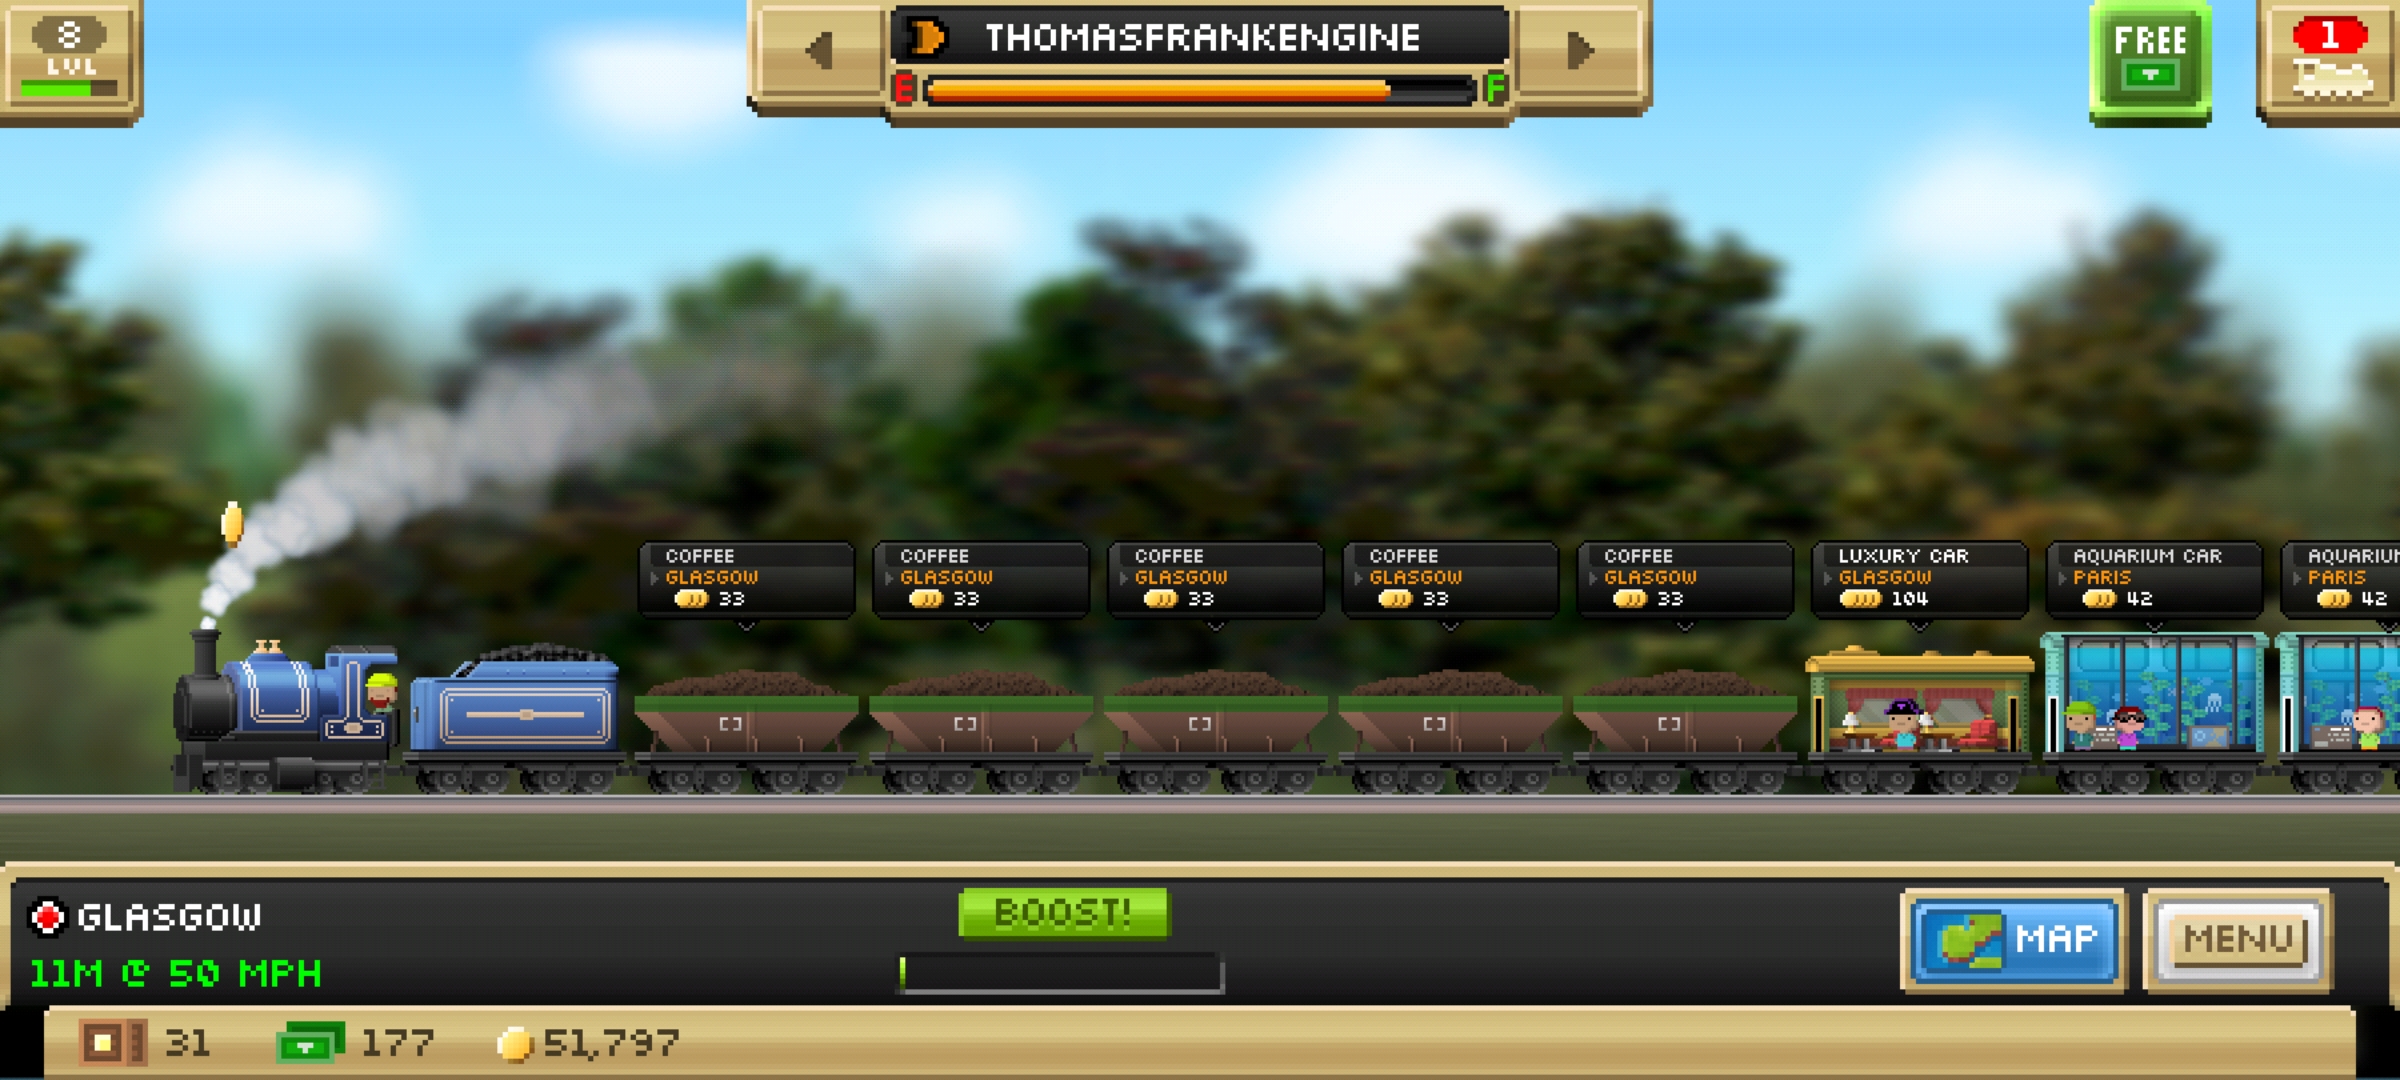 8
LVL
THOMASFRANKENGINE
E F
FREE
1
COFFEE
GLASGOW
33
COFFEE
GLASGOW
33
COFFEE
GLASGOW
33
COFFEE
GLASGOW
33
COFFEE
GLASGOW
33
LUXURY CAR
GLASGOW
104
AQUARIUM CAR
PARIS
42
AQUARIU
PARIS
42
GLASGOW
11M @ 50 MPH
BOOST!
MAP
MENU
31
177
51,797